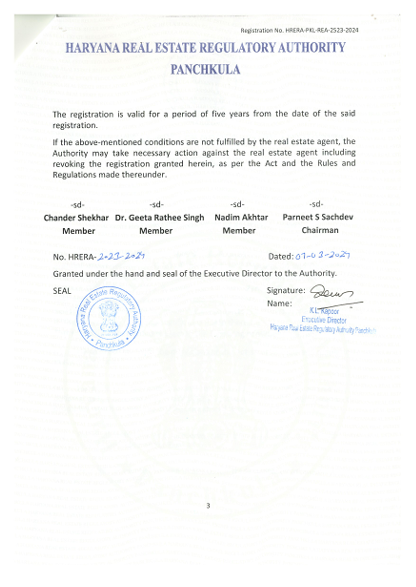 Registration No. HRERA-PKL-REA-2523-2024
HARYANA REAL ESTATE REGULATORY AUTHORITY
PANCHKULA
The registration is valid for a period of five years from the date of the said
registration.
If the above-mentioned conditions are not fulfilled by the real estate agent, the
Authority may take necessary action against the real estate agent including
revoking the registration granted herein, as per the Act and the Rules and
Regulations made thereunder.
-sd- -sd- -sd- -sd-
Chander Shekhar Dr. Geeta Rathee Singh Nadim Akhtar Parneet S Sachdev
Member Member Member Chairman
No. HRERA- Dated:
Granted under the hand and seal of the Executive Director to the Authority.
SEAL Signature:
Name:
K.L. Kapoor
Executive Director
Haryana Real Estate Regulatory Authority Panchkula
Haryana Real Estate Regulatory Authority
Panchkula
3